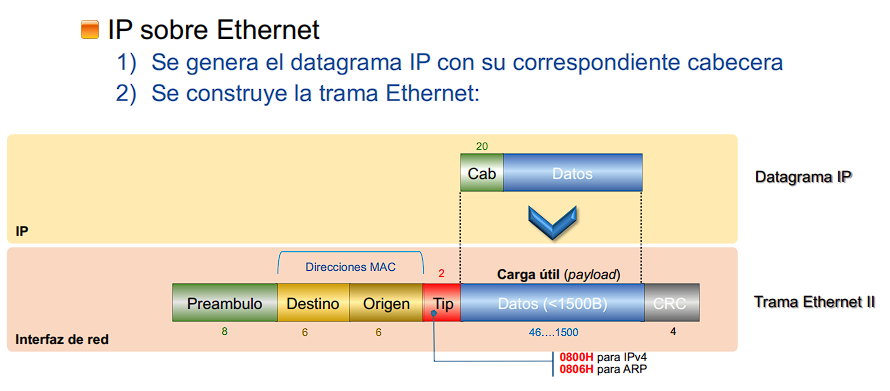 IP sobre Ethernet
1) Se genera el datagrama IP con su correspondiente cabecera
2) Se construye la trama Ethernet:
20
Cab Datos
Datagrama IP
IP
Direcciones MAC
2
Carga útil (payload)
Preambulo Destino Origen Tip Datos (<1500B) CRC
Trama Ethernet II
8 6 6 46....1500 4
Interfaz de red
0800H para IPv4
0806H para ARP